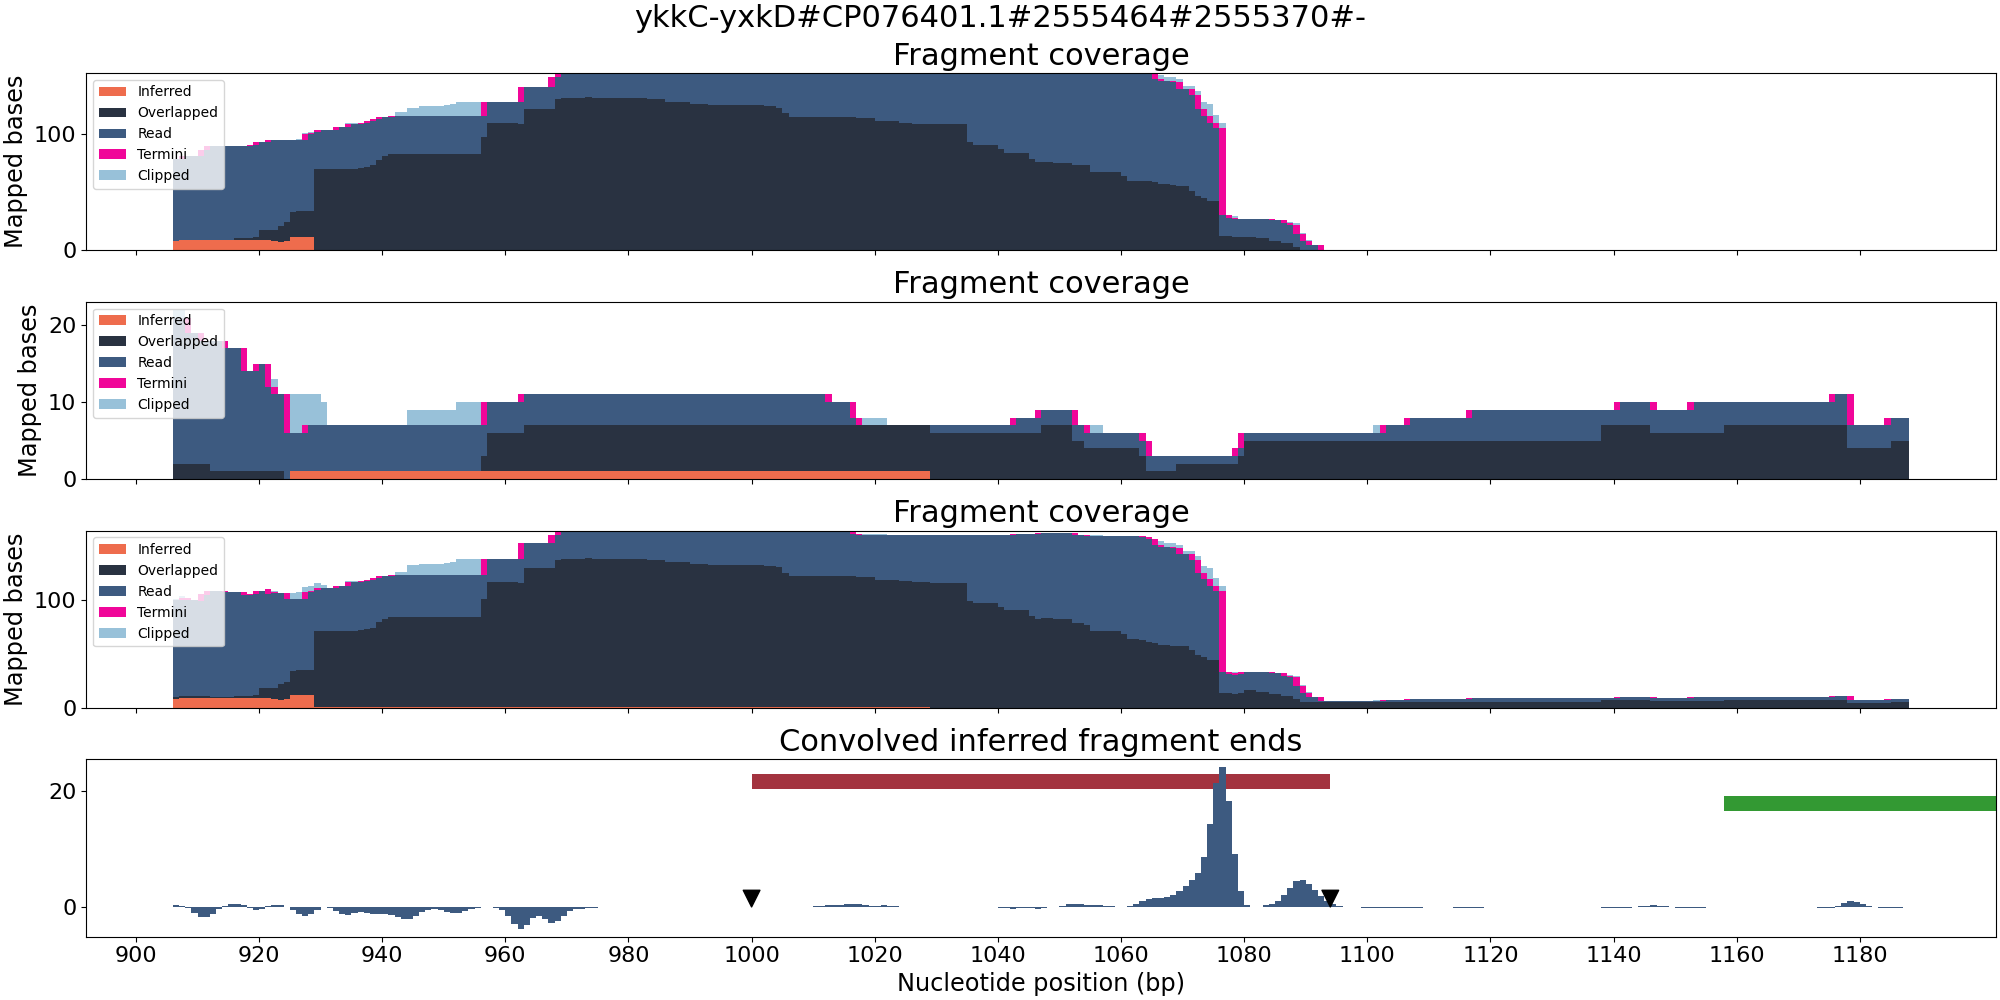 ykkC-yxkD#CP076401.1#2555464#2555370#-
Fragment coverage
Mapped bases
100
0
Inferred
Overlapped
Read
Termini
Clipped
Fragment coverage
Mapped bases
20
10
0
Inferred
Overlapped
Read
Termini
Clipped
Fragment coverage
Mapped bases
100
0
Inferred
Overlapped
Read
Termini
Clipped
Convolved inferred fragment ends
20
0
900 920 940 960 980 1000 1020 1040 1060 1080 1100 1120 1140 1160 1180
Nucleotide position (bp)